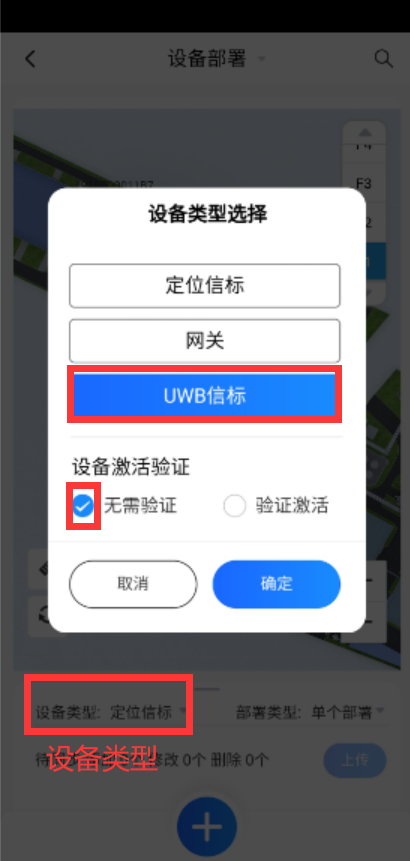 设备部署
F3
设备类型选择
定位信标
网关
UWB信标
设备激活验证
无需验证 验证激活
取消 确定
设备类型: 定位信标 部署类型: 单个部署
设备类型
修改 0个 删除 0个 上传